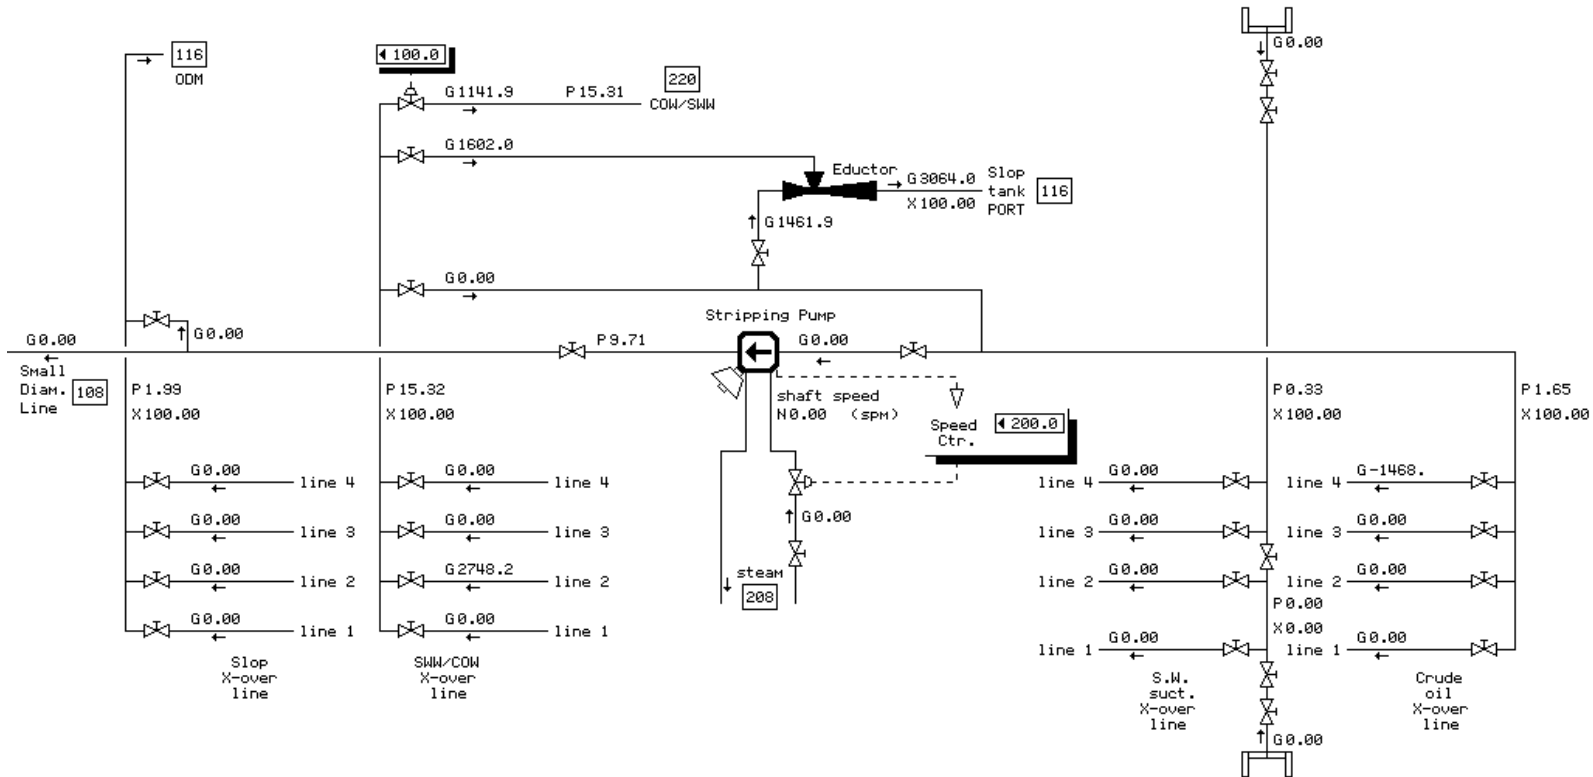 116
ODM
100.0
G1141.9
P15.31
220
COW/SWW
G0.00
G1602.0
Eductor
G3064.0
X100.00
Slop
tank
PORT
116
G1461.9
G0.00
Stripping Pump
G0.00
G0.00
P9.71
G0.00
Small
Diam.
Line
108
P1.99
X100.00
P15.32
X100.00
shaft speed
N0.00 (spm)
Speed
Ctr.
200.0
P0.33
X100.00
P1.65
X100.00
G0.00
line 4
G0.00
line 3
G0.00
line 2
G0.00
line 1
Slop
X-over
line
G0.00
line 4
G0.00
line 3
G2748.2
line 2
G0.00
line 1
SWW/COW
X-over
line
G0.00
steam
208
line 4
G0.00
line 3
G0.00
line 2
G0.00
P0.00
X0.00
line 1
G0.00
S.W.
suct.
X-over
line
G0.00
line 4
G-1468.
line 3
G0.00
line 2
G0.00
line 1
G0.00
Crude
oil
X-over
line